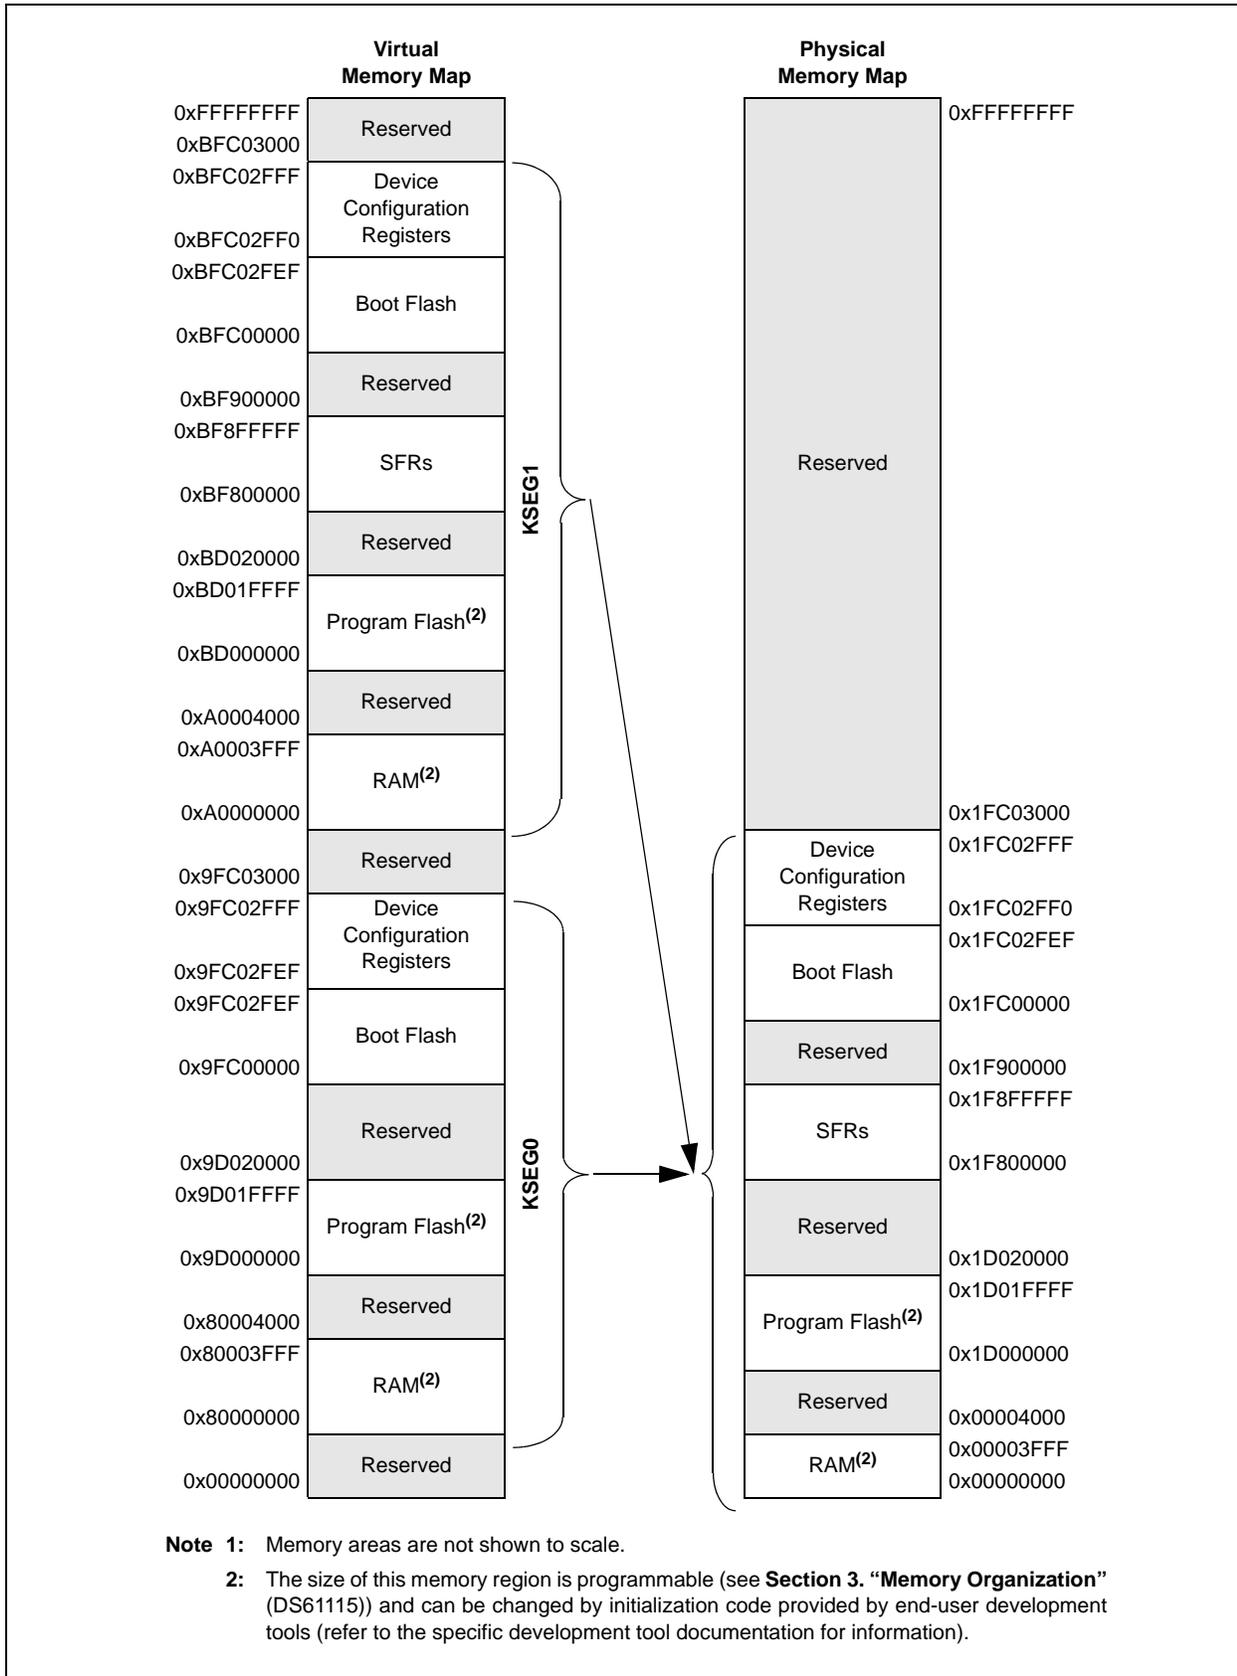 Virtual
Memory Map
0xFFFFFFFF
Reserved
0xBFC03000
0xBFC02FFF
Device
Configuration
Registers
0xBFC02FF0
0xBFC02FEF
Boot Flash
0xBFC00000
Reserved
0xBF900000
0xBF8FFFFF
SFRs
0xBF800000
Reserved
0xBD020000
0xBD01FFFF
Program Flash(2)
0xBD000000
Reserved
0xA0004000
0xA0003FFF
RAM(2)
0xA0000000
Reserved
0x9FC03000
0x9FC02FFF
Device
Configuration
Registers
0x9FC02FEF
0x9FC02FEF
Boot Flash
0x9FC00000
Reserved
0x9D020000
0x9D01FFFF
Program Flash(2)
0x9D000000
Reserved
0x80004000
0x80003FFF
RAM(2)
0x80000000
Reserved
0x00000000
KSEG1
KSEG0
Physical
Memory Map
0xFFFFFFFF
Reserved
0x1FC03000
0x1FC02FFF
Device
Configuration
Registers
0x1FC02FF0
0x1FC02FEF
Boot Flash
0x1FC00000
Reserved
0x1F900000
0x1F8FFFFF
SFRs
0x1F800000
Reserved
0x1D020000
0x1D01FFFF
Program Flash(2)
0x1D000000
Reserved
0x00004000
0x00003FFF
RAM(2)
0x00000000
Note 1: Memory areas are not shown to scale.
2: The size of this memory region is programmable (see Section 3. “Memory Organization”
(DS61115)) and can be changed by initialization code provided by end-user development
tools (refer to the specific development tool documentation for information).